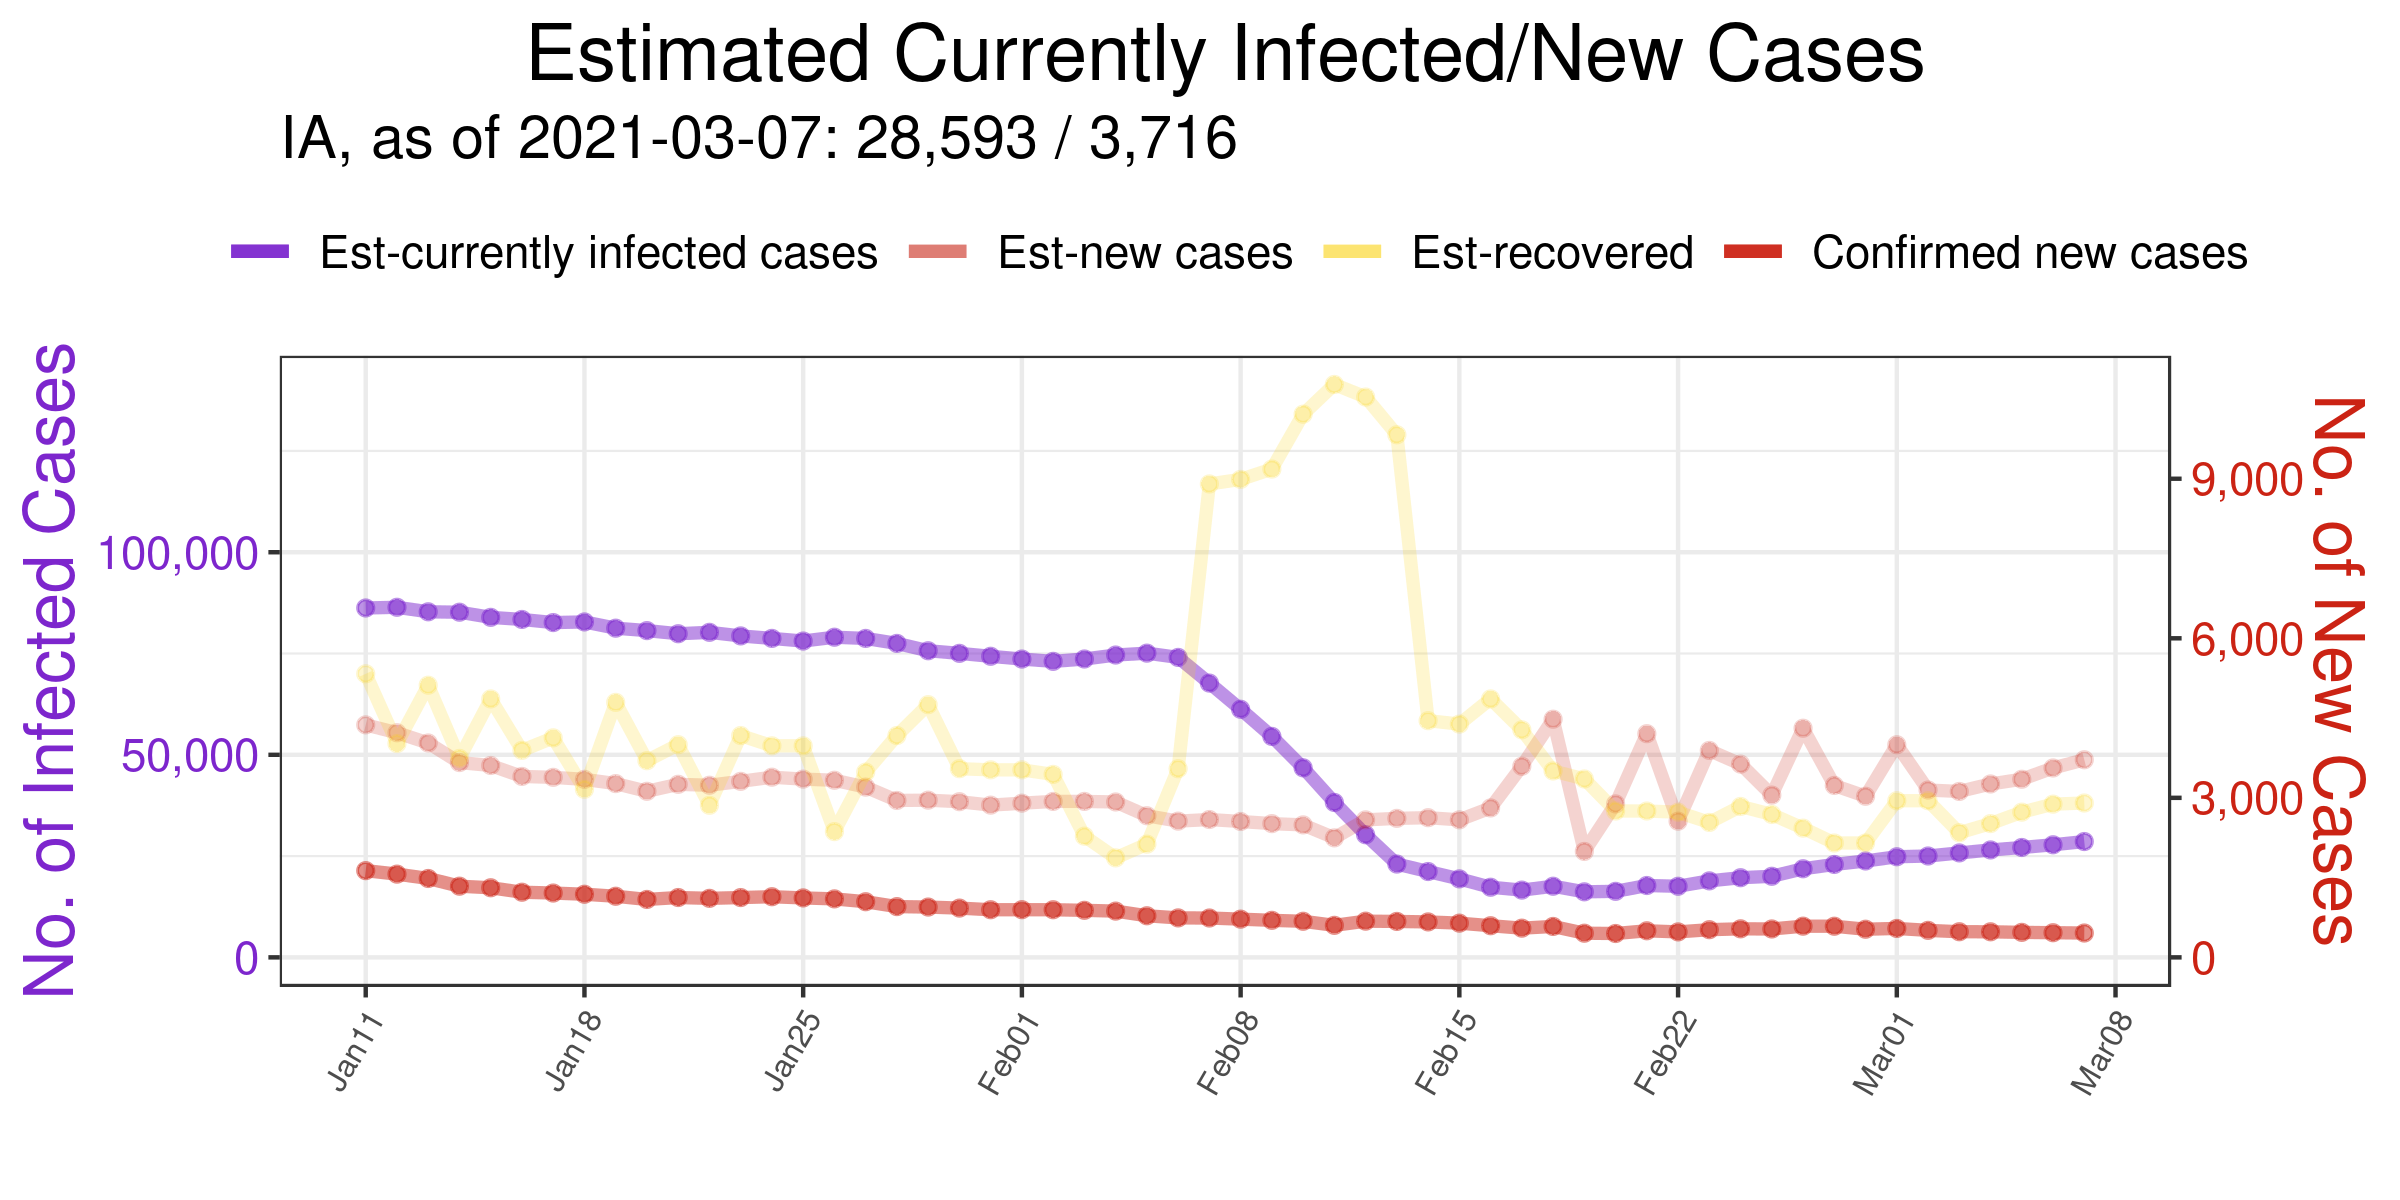 Estimated Currently Infected/New Cases
IA, as of 2021-03-07: 28,593 / 3,716
Est-currently infected cases Est-new cases Est-recovered Confirmed new cases
No. of Infected Cases
100,000
50,000
0
9,000
6,000
3,000
0
No. of New Cases
Jan11 Jan18 Jan25 Feb01 Feb08 Feb15 Feb22 Mar01 Mar08